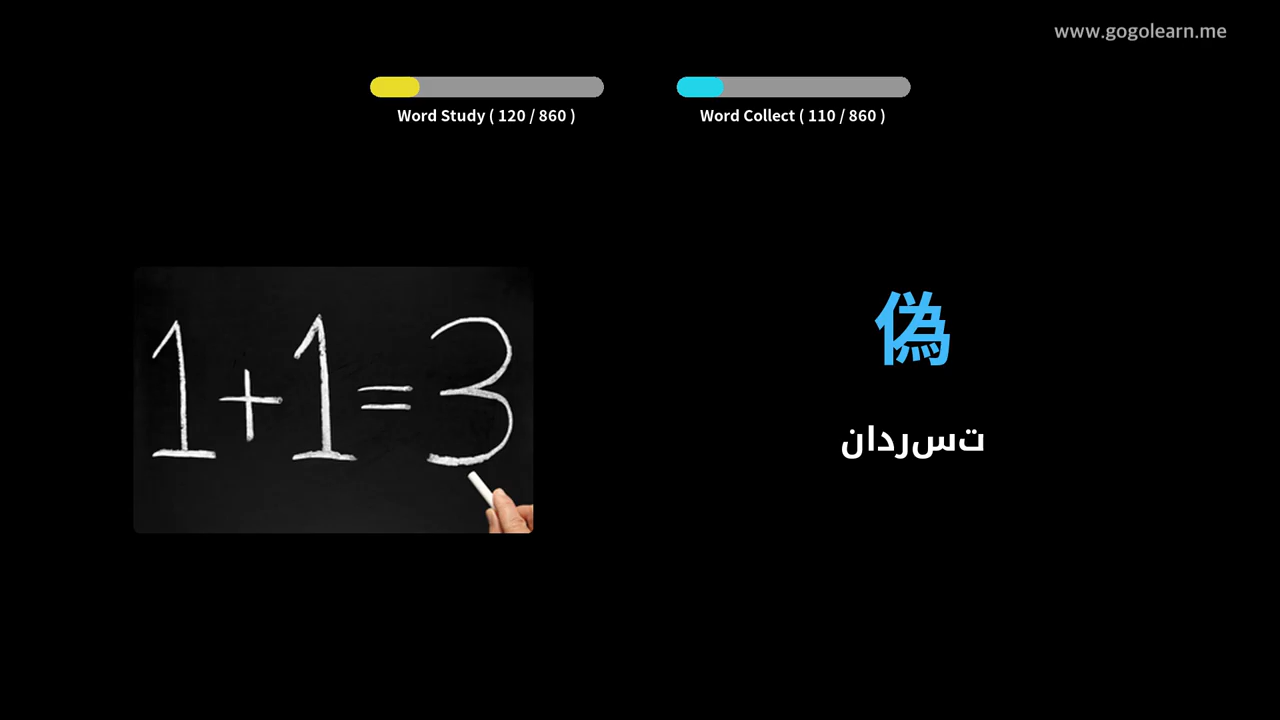 www.gogolearn.me
Word Study ( 120 / 860 )
Word Collect ( 110 / 860 )
1+1=3
偽
تسردان